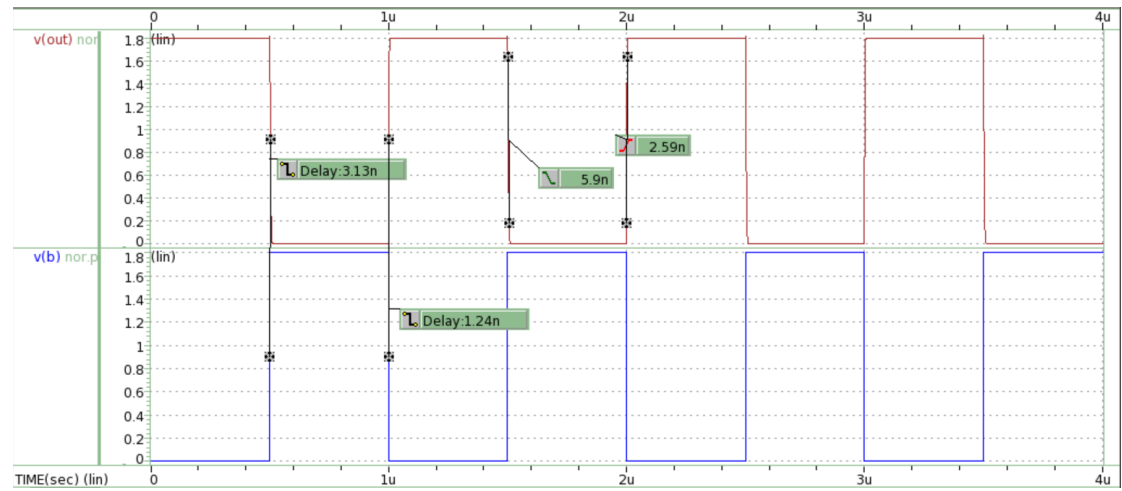 0 1u 2u 3u 4u
v(out) nor (lin)
1.8
1.6
1.4
1.2
1
0.8
0.6
0.4
0.2
0
Delay:3.13n
5.9n
2.59n
v(b) nor.p (lin)
1.8
1.6
1.4
1.2
1
0.8
0.6
0.4
0.2
0
Delay:1.24n
TIME(sec) (lin) 0 1u 2u 3u 4u